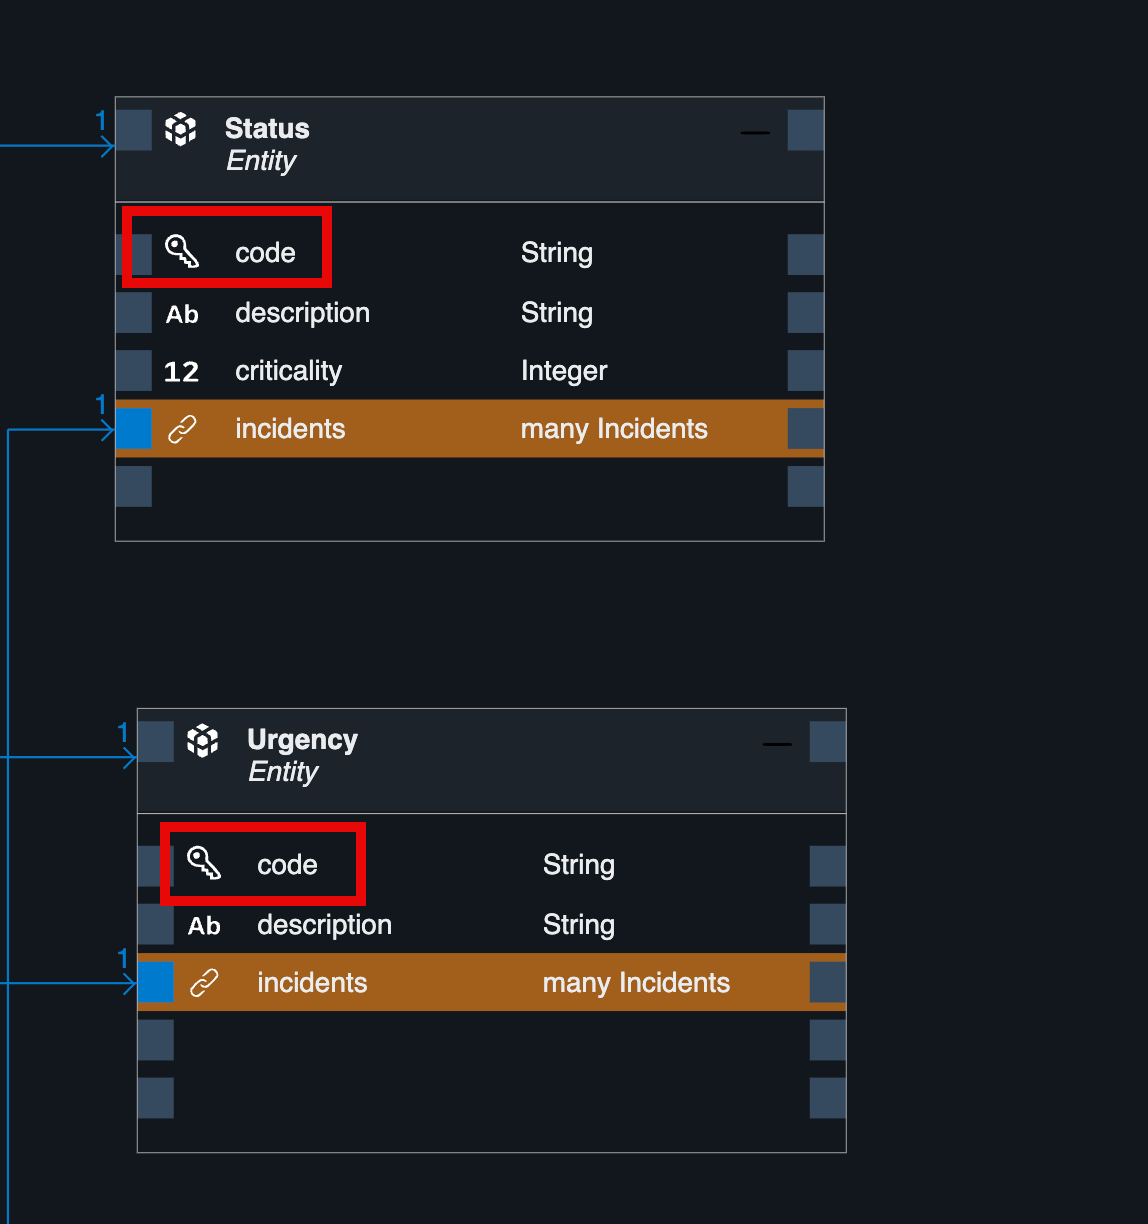 1
Status
Entity
code String
Ab description String
12 criticality Integer
1
incidents many Incidents
1
Urgency
Entity
code String
Ab description String
1
incidents many Incidents